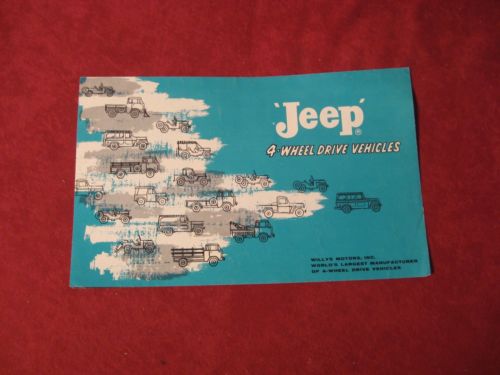 'Jeep'®
4-WHEEL DRIVE VEHICLES
WILLYS MOTORS, INC.
WORLD'S LARGEST MANUFACTURER
OF 4-WHEEL DRIVE VEHICLES